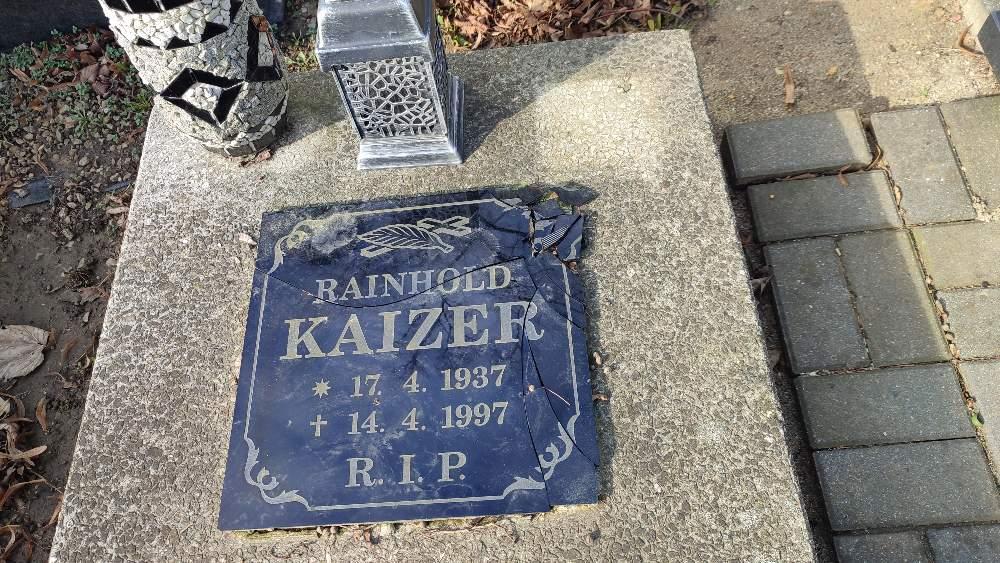 RAINHOLD
KAIZER
* 17. 4. 1937
† 14. 4. 1997
R. I. P.